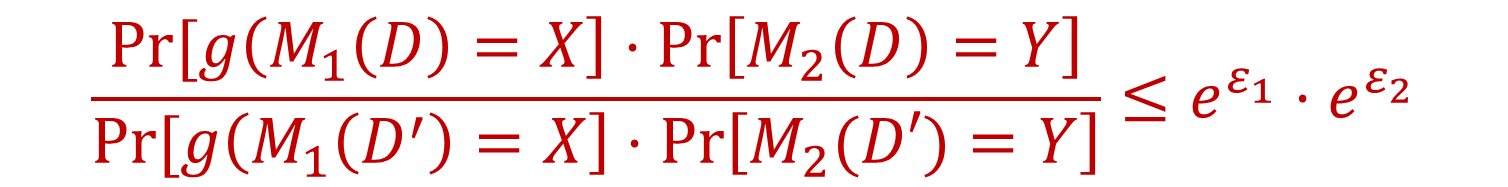 Pr[g(M₁(D) = X] · Pr[M₂(D) = Y]
Pr[g(M₁(D′) = X] · Pr[M₂(D′) = Y]
≤ e^{ε₁} · e^{ε₂}